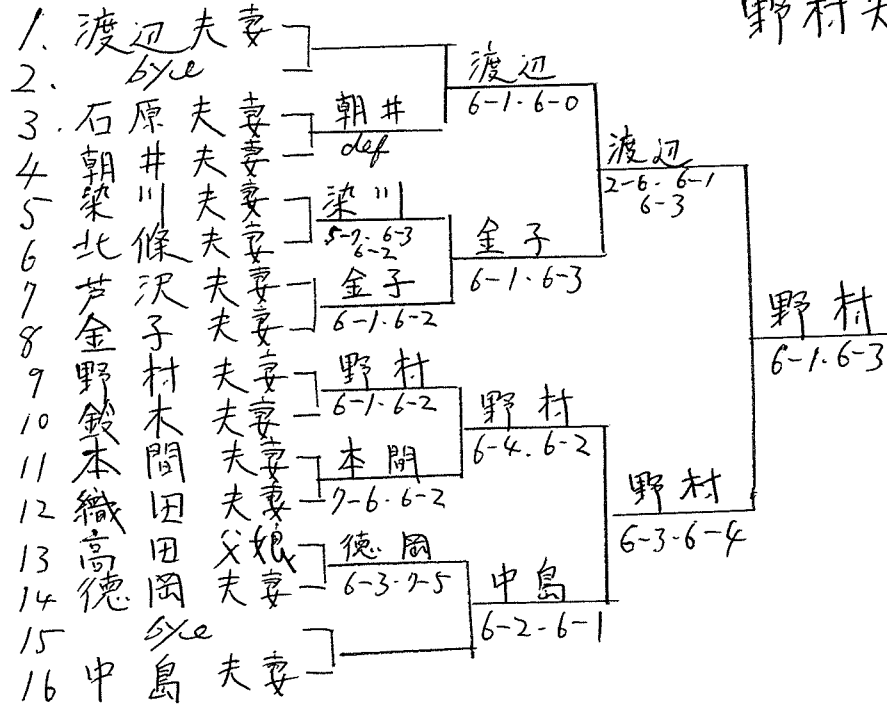 野村夫
1. 渡辺夫妻
2. bye
3. 石原夫妻
4 朝井夫妻
5 染川夫妻
6 北條夫妻
7 芦沢夫妻
8 金子夫妻
9 野村夫妻
10 鈴木夫妻
11 本間夫妻
12 織田夫妻
13 高田父娘
14 徳岡夫妻
15 bye
16 中島夫妻
朝井
def
染川
5-7. 6-3
6-2
金子
6-1. 6-2
野村
6-1. 6-2
本間
7-6. 6-2
徳岡
6-3. 7-5
渡辺
6-1. 6-0
金子
6-1. 6-3
野村
6-4. 6-2
中島
6-2-6-1
渡辺
2-6. 6-1
6-3
野村
6-3-6-4
野村
6-1. 6-3